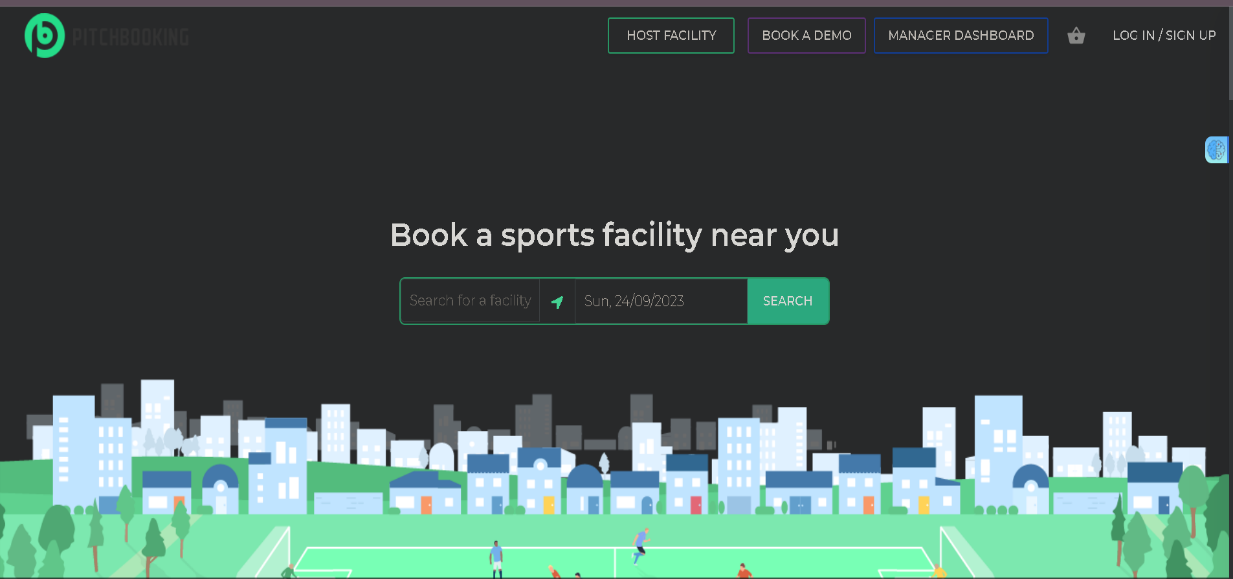 PITCHBOOKING
HOST FACILITY
BOOK A DEMO
MANAGER DASHBOARD
LOG IN / SIGN UP
Book a sports facility near you
Search for a facility
Sun, 24/09/2023
SEARCH